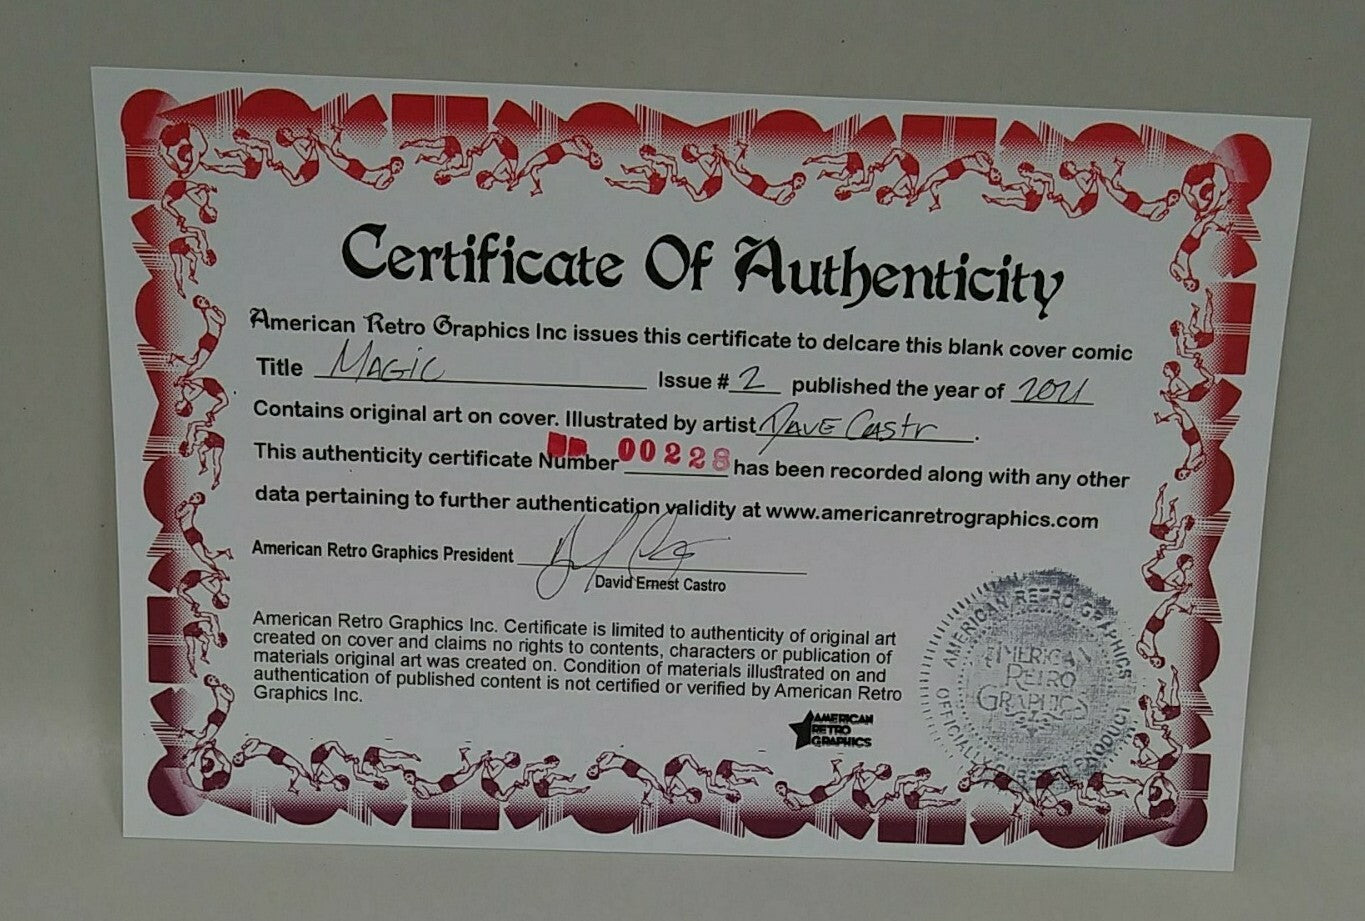 Certificate Of Authenticity
American Retro Graphics Inc issues this certificate to delcare this blank cover comic
Title MAGIC Issue # 2 published the year of 2021
Contains original art on cover. Illustrated by artist DAVE Castr.
This authenticity certificate Number 00228 has been recorded along with any other
data pertaining to further authentication validity at www.americanretrographics.com
American Retro Graphics President
David Ernest Castro
American Retro Graphics Inc. Certificate is limited to authenticity of original art
created on cover and claims no rights to contents, characters or publication of
materials original art was created on. Condition of materials illustrated on and
authentication of published content is not certified or verified by American Retro
Graphics Inc.
AMERICAN
RETRO
GRAPHICS
AMERICAN RETRO GRAPHICS
AMERICAN
RETRO
GRAPHICS
OFFICIALLY PRODUCT